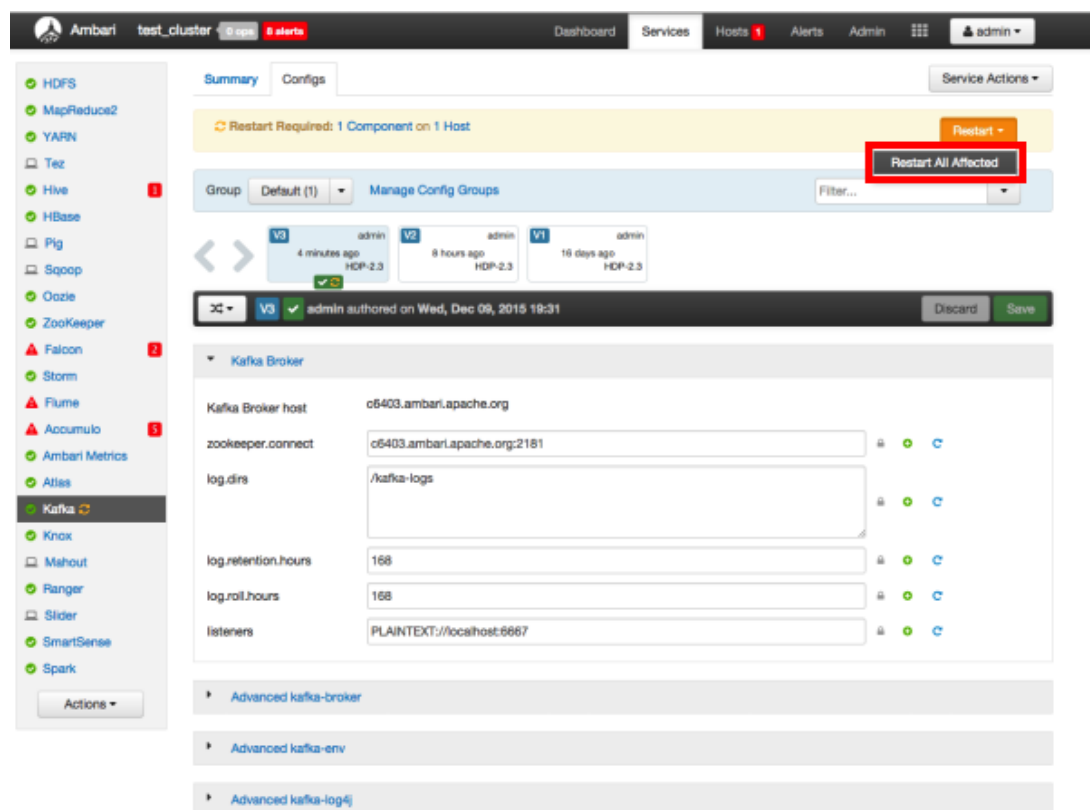 Ambari test_cluster 0 ops 8 alerts Dashboard Services Hosts 1 Alerts Admin admin
HDFS
MapReduce2
YARN
Tez
Hive 1
HBase
Pig
Sqoop
Oozie
ZooKeeper
Falcon 2
Storm
Flume
Accumulo 5
Ambari Metrics
Atlas
Kafka
Knox
Mahout
Ranger
Slider
SmartSense
Spark
Actions
Summary Configs Service Actions
Restart Required: 1 Component on 1 Host Restart
Restart All Affected
Group Default (1) Manage Config Groups Filter...
V3 admin
4 minutes ago
HDP-2.3
V2 admin
8 hours ago
HDP-2.3
V1 admin
16 days ago
HDP-2.3
V3 admin authored on Wed, Dec 09, 2015 19:31 Discard Save
Kafka Broker
Kafka Broker host c6403.ambari.apache.org
zookeeper.connect c6403.ambari.apache.org:2181
log.dirs /kafka-logs
log.retention.hours 168
log.roll.hours 168
listeners PLAINTEXT://localhost:6667
Advanced kafka-broker
Advanced kafka-env
Advanced kafka-log4j